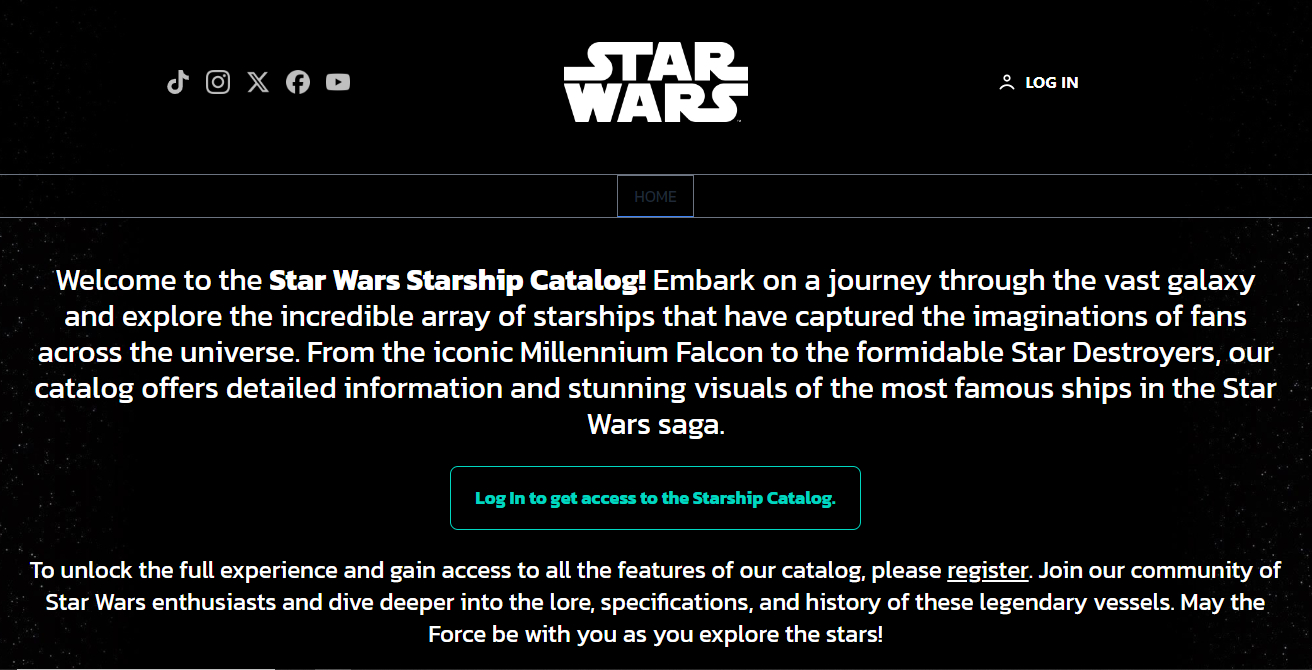 STAR
WARS
LOG IN
HOME
Welcome to the Star Wars Starship Catalog! Embark on a journey through the vast galaxy
and explore the incredible array of starships that have captured the imaginations of fans
across the universe. From the iconic Millennium Falcon to the formidable Star Destroyers, our
catalog offers detailed information and stunning visuals of the most famous ships in the Star
Wars saga.
Log In to get access to the Starship Catalog.
To unlock the full experience and gain access to all the features of our catalog, please register. Join our community of
Star Wars enthusiasts and dive deeper into the lore, specifications, and history of these legendary vessels. May the
Force be with you as you explore the stars!